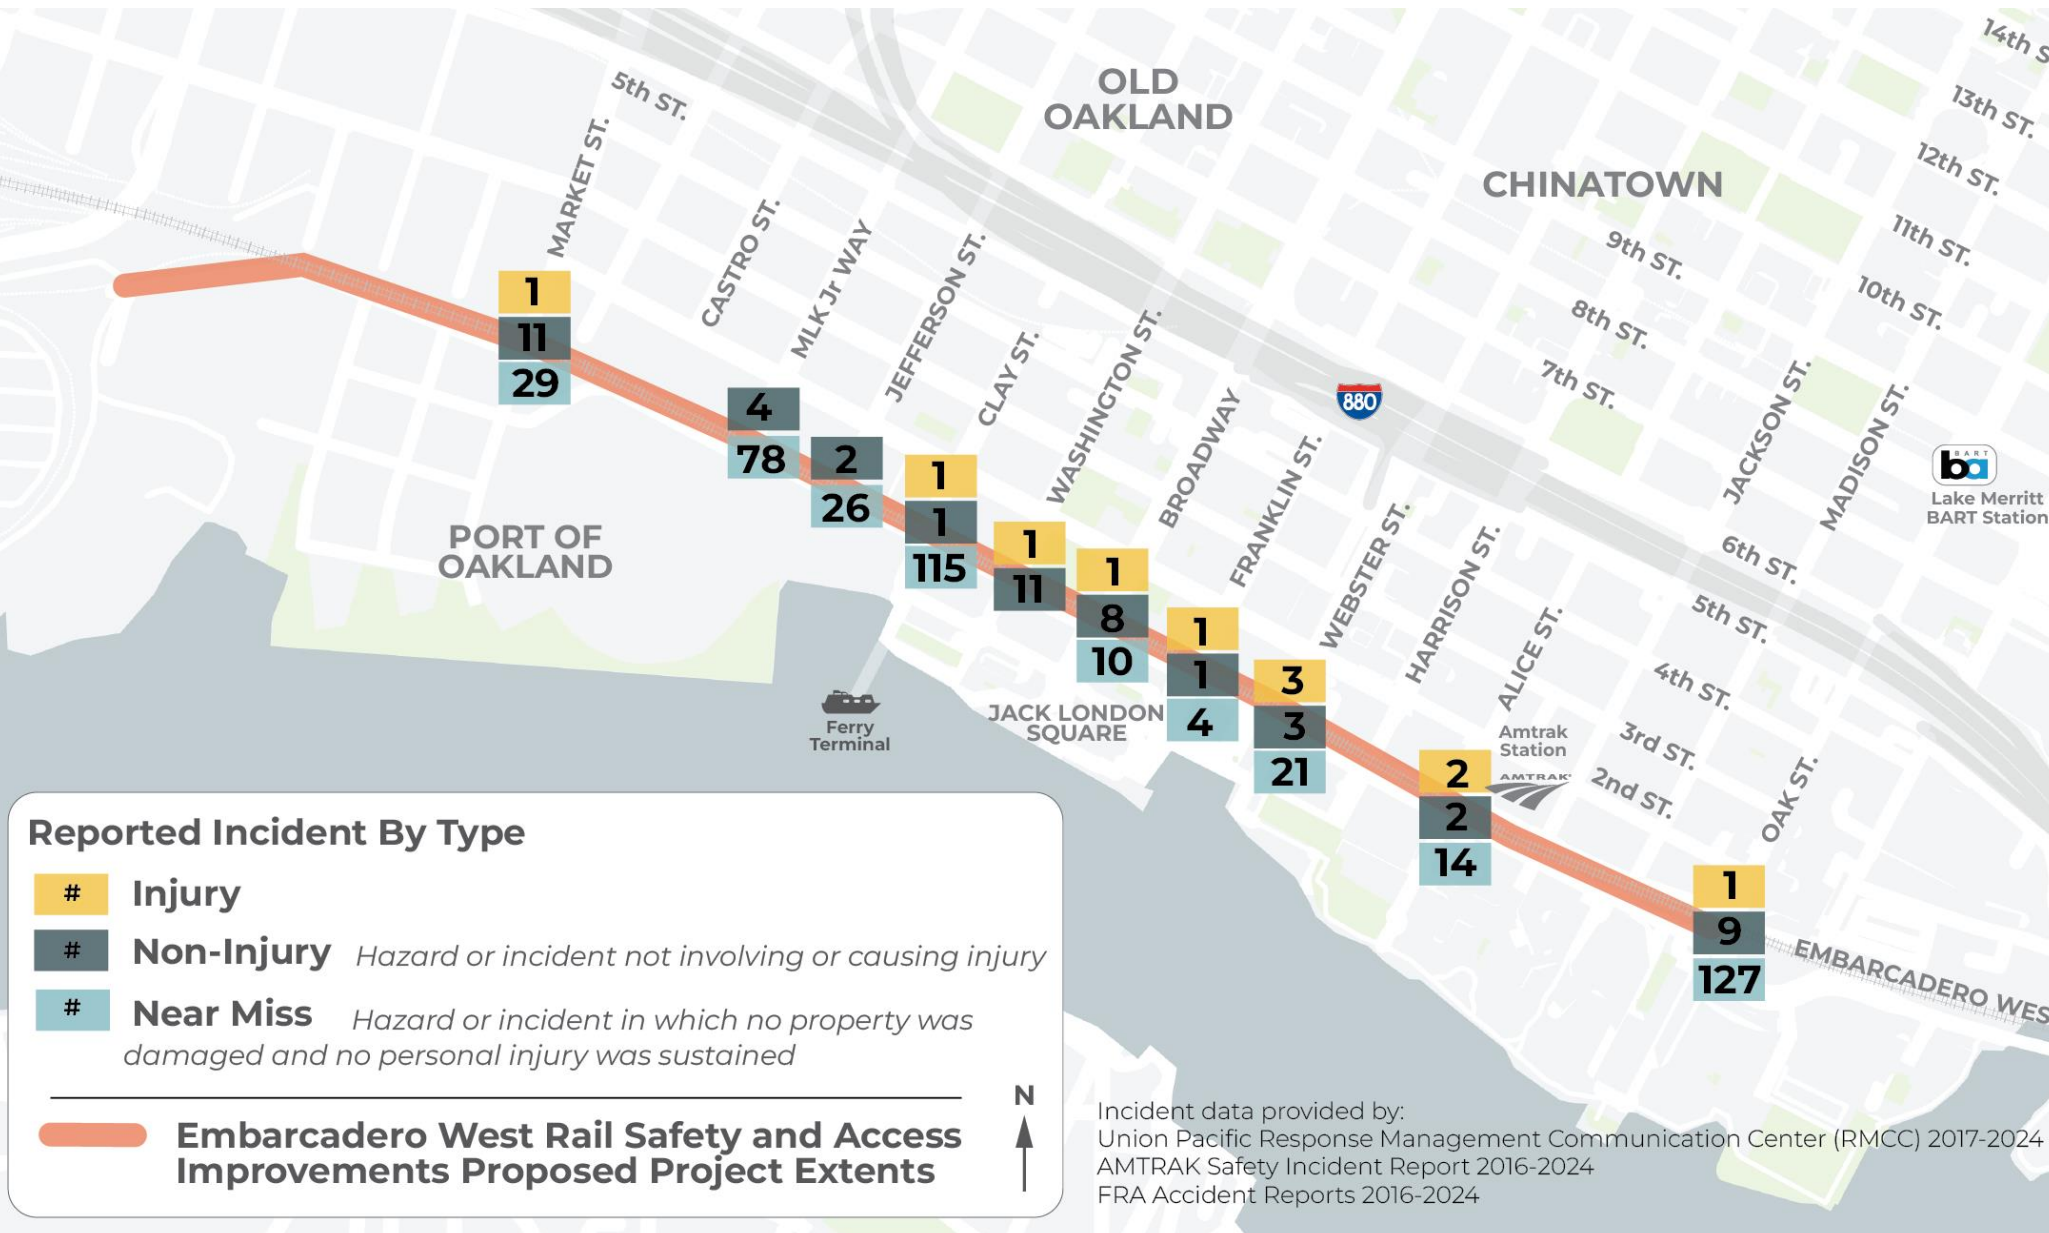 14th S
13th ST.
12th ST.
11th ST.
10th ST.
9th ST.
8th ST.
7th ST.
6th ST.
5th ST.
4th ST.
3rd ST.
2nd ST.
5th ST.
OLD
OAKLAND
CHINATOWN
MARKET ST.
CASTRO ST.
MLK Jr WAY
JEFFERSON ST.
CLAY ST.
WASHINGTON ST.
BROADWAY
FRANKLIN ST.
WEBSTER ST.
HARRISON ST.
ALICE ST.
JACKSON ST.
MADISON ST.
OAK ST.
880
BART
ba
Lake Merritt
BART Station
1
11
29
4
78
2
26
1
1
115
1
11
1
8
10
1
1
4
3
3
21
2
2
14
1
9
127
PORT OF
OAKLAND
Ferry
Terminal
JACK LONDON
SQUARE
Amtrak
Station
AMTRAK
EMBARCADERO WES
Reported Incident By Type
# Injury
# Non-Injury Hazard or incident not involving or causing injury
# Near Miss Hazard or incident in which no property was
damaged and no personal injury was sustained
Embarcadero West Rail Safety and Access
Improvements Proposed Project Extents
N
Incident data provided by:
Union Pacific Response Management Communication Center (RMCC) 2017-2024
AMTRAK Safety Incident Report 2016-2024
FRA Accident Reports 2016-2024